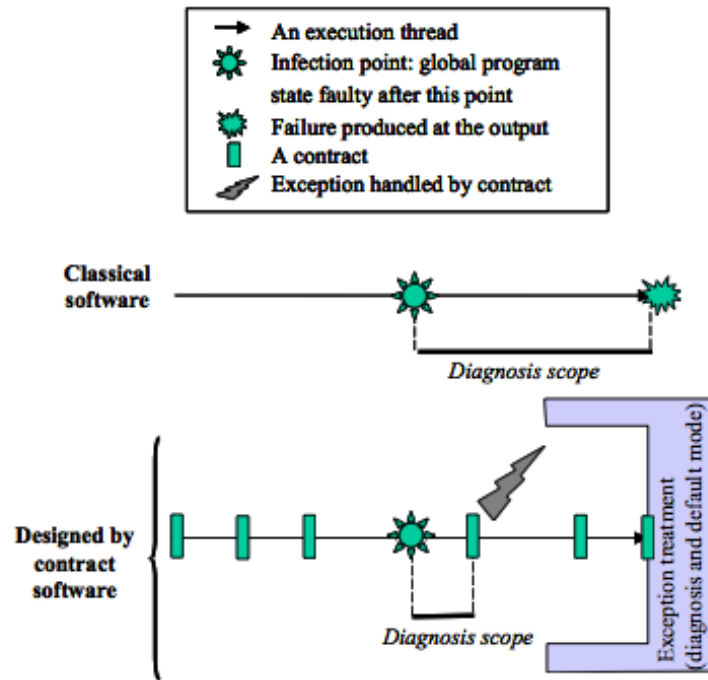 An execution thread
Infection point: global program
state faulty after this point
Failure produced at the output
A contract
Exception handled by contract
Classical
software
Diagnosis scope
Designed by
contract
software
Diagnosis scope
Exception treatment
(diagnosis and default mode)